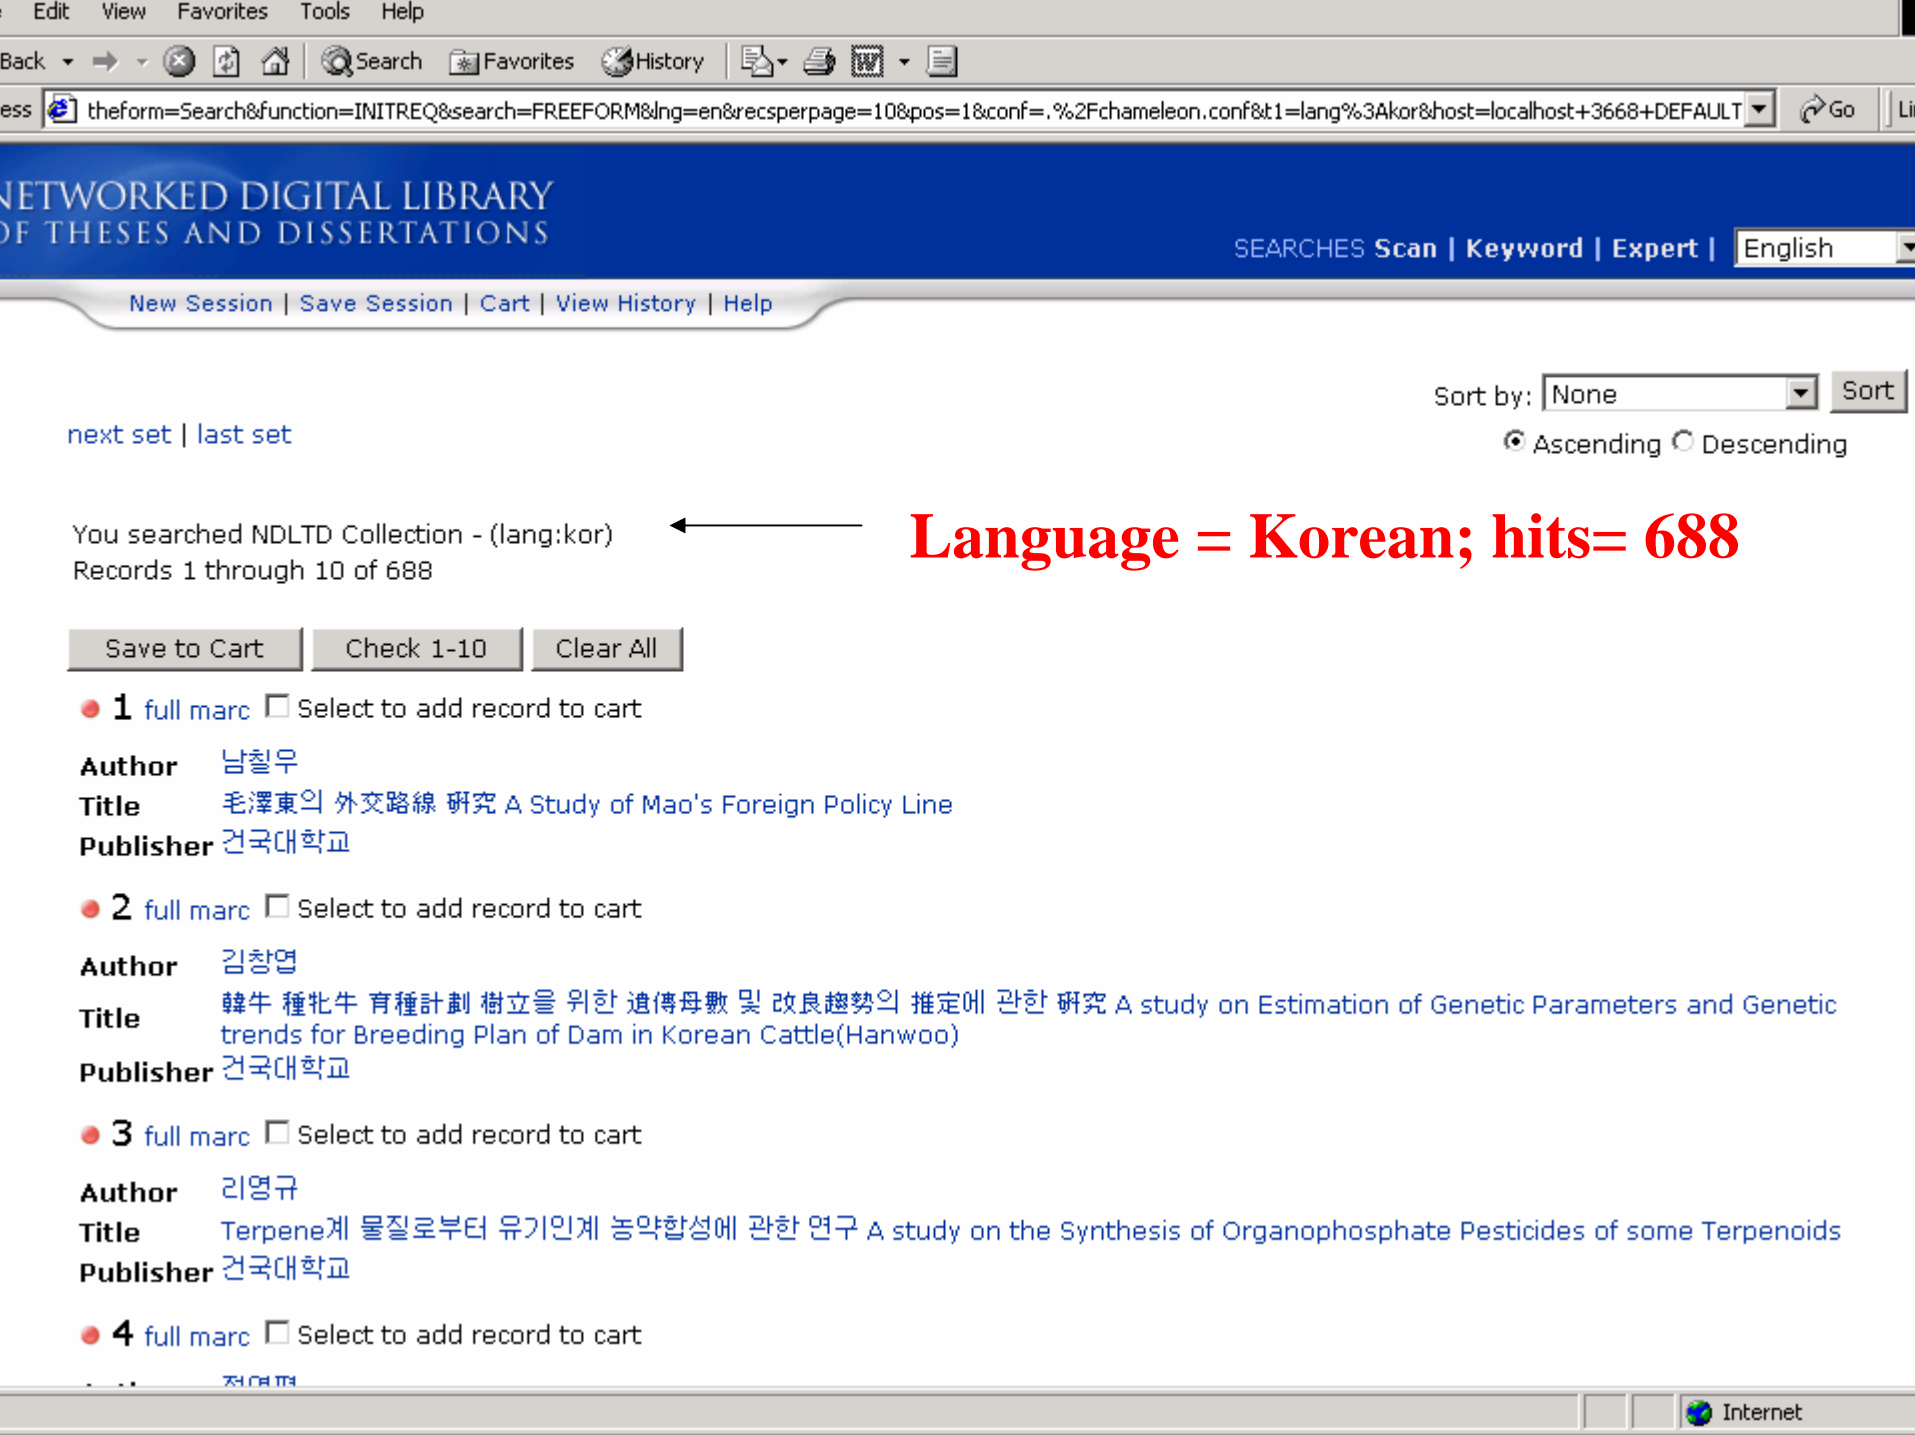 Edit View Favorites Tools Help
Back Search Favorites History
ess theform=Search&function=INITREQ&search=FREEFORM&lng=en&recsperpage=10&pos=1&conf=.%2Fchameleon.conf&t1=lang%3Akor&host=localhost+3668+DEFAULT Go Li
NETWORKED DIGITAL LIBRARY
OF THESES AND DISSERTATIONS
SEARCHES Scan | Keyword | Expert | English
New Session | Save Session | Cart | View History | Help
Sort by: None Sort
next set | last set
Ascending Descending
You searched NDLTD Collection - (lang:kor)
Language = Korean; hits= 688
Records 1 through 10 of 688
Save to Cart Check 1-10 Clear All
1 full marc Select to add record to cart
Author 남칠우
Title 毛澤東의 外交路線 硏究 A Study of Mao's Foreign Policy Line
Publisher 건국대학교
2 full marc Select to add record to cart
Author 김창엽
Title 韓牛 種牝牛 育種計劃 樹立을 위한 遺傳母數 및 改良趨勢의 推定에 관한 硏究 A study on Estimation of Genetic Parameters and Genetic
trends for Breeding Plan of Dam in Korean Cattle(Hanwoo)
Publisher 건국대학교
3 full marc Select to add record to cart
Author 리영규
Title Terpene계 물질로부터 유기인계 농약합성에 관한 연구 A study on the Synthesis of Organophosphate Pesticides of some Terpenoids
Publisher 건국대학교
4 full marc Select to add record to cart
Internet